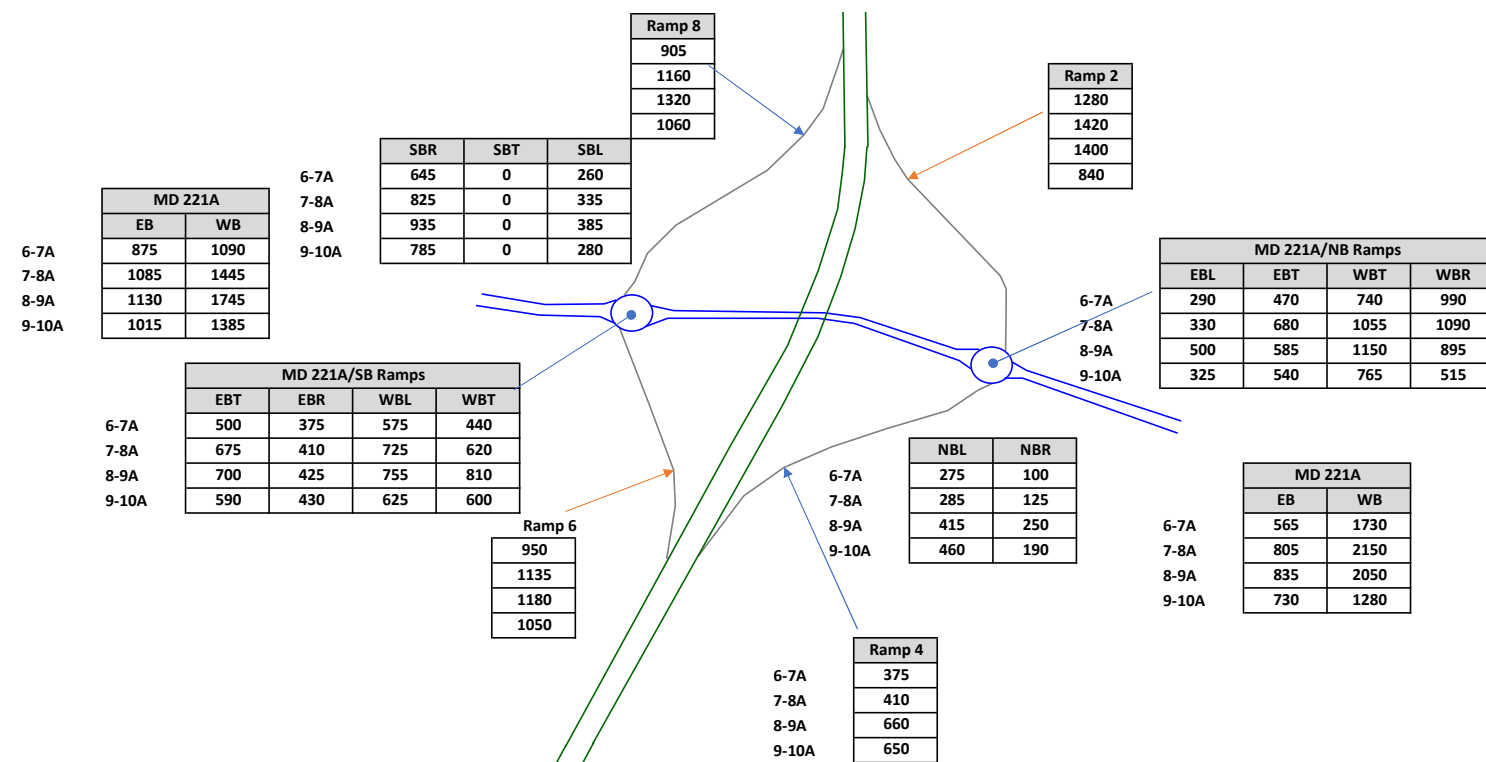 Ramp 8
905
1160
1320
1060
Ramp 2
1280
1420
1400
840
SBR SBT SBL
6-7A 645 0 260
7-8A 825 0 335
8-9A 935 0 385
9-10A 785 0 280
MD 221A
EB WB
6-7A 875 1090
7-8A 1085 1445
8-9A 1130 1745
9-10A 1015 1385
MD 221A/NB Ramps
EBL EBT WBT WBR
6-7A 290 470 740 990
7-8A 330 680 1055 1090
8-9A 500 585 1150 895
9-10A 325 540 765 515
MD 221A/SB Ramps
EBT EBR WBL WBT
6-7A 500 375 575 440
7-8A 675 410 725 620
8-9A 700 425 755 810
9-10A 590 430 625 600
NBL NBR
6-7A 275 100
7-8A 285 125
8-9A 415 250
9-10A 460 190
MD 221A
EB WB
6-7A 565 1730
7-8A 805 2150
8-9A 835 2050
9-10A 730 1280
Ramp 6
950
1135
1180
1050
Ramp 4
6-7A 375
7-8A 410
8-9A 660
9-10A 650